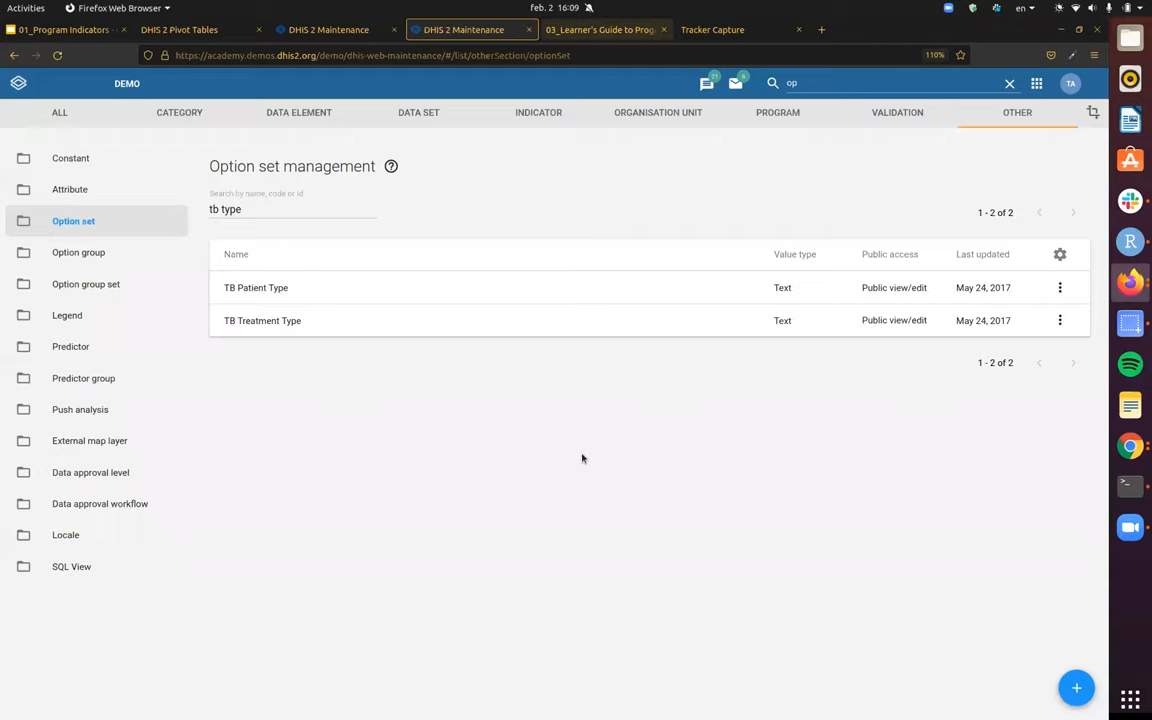 Activities
Firefox Web Browser
feb. 2 16:09
en
01_Program Indicators
DHIS 2 Pivot Tables
DHIS 2 Maintenance
DHIS 2 Maintenance
03_Learner's Guide to Prog
Tracker Capture
https://academy.demos.dhis2.org/demo/dhis-web-maintenance/#/list/otherSection/optionSet
110%
DEMO
21
6
op
TA
ALL
CATEGORY
DATA ELEMENT
DATA SET
INDICATOR
ORGANISATION UNIT
PROGRAM
VALIDATION
OTHER
Constant
Attribute
Option set
Option group
Option group set
Legend
Predictor
Predictor group
Push analysis
External map layer
Data approval level
Data approval workflow
Locale
SQL View
Option set management
Search by name, code or id
tb type
1 - 2 of 2
Name Value type Public access Last updated
TB Patient Type Text Public view/edit May 24, 2017
TB Treatment Type Text Public view/edit May 24, 2017
1 - 2 of 2